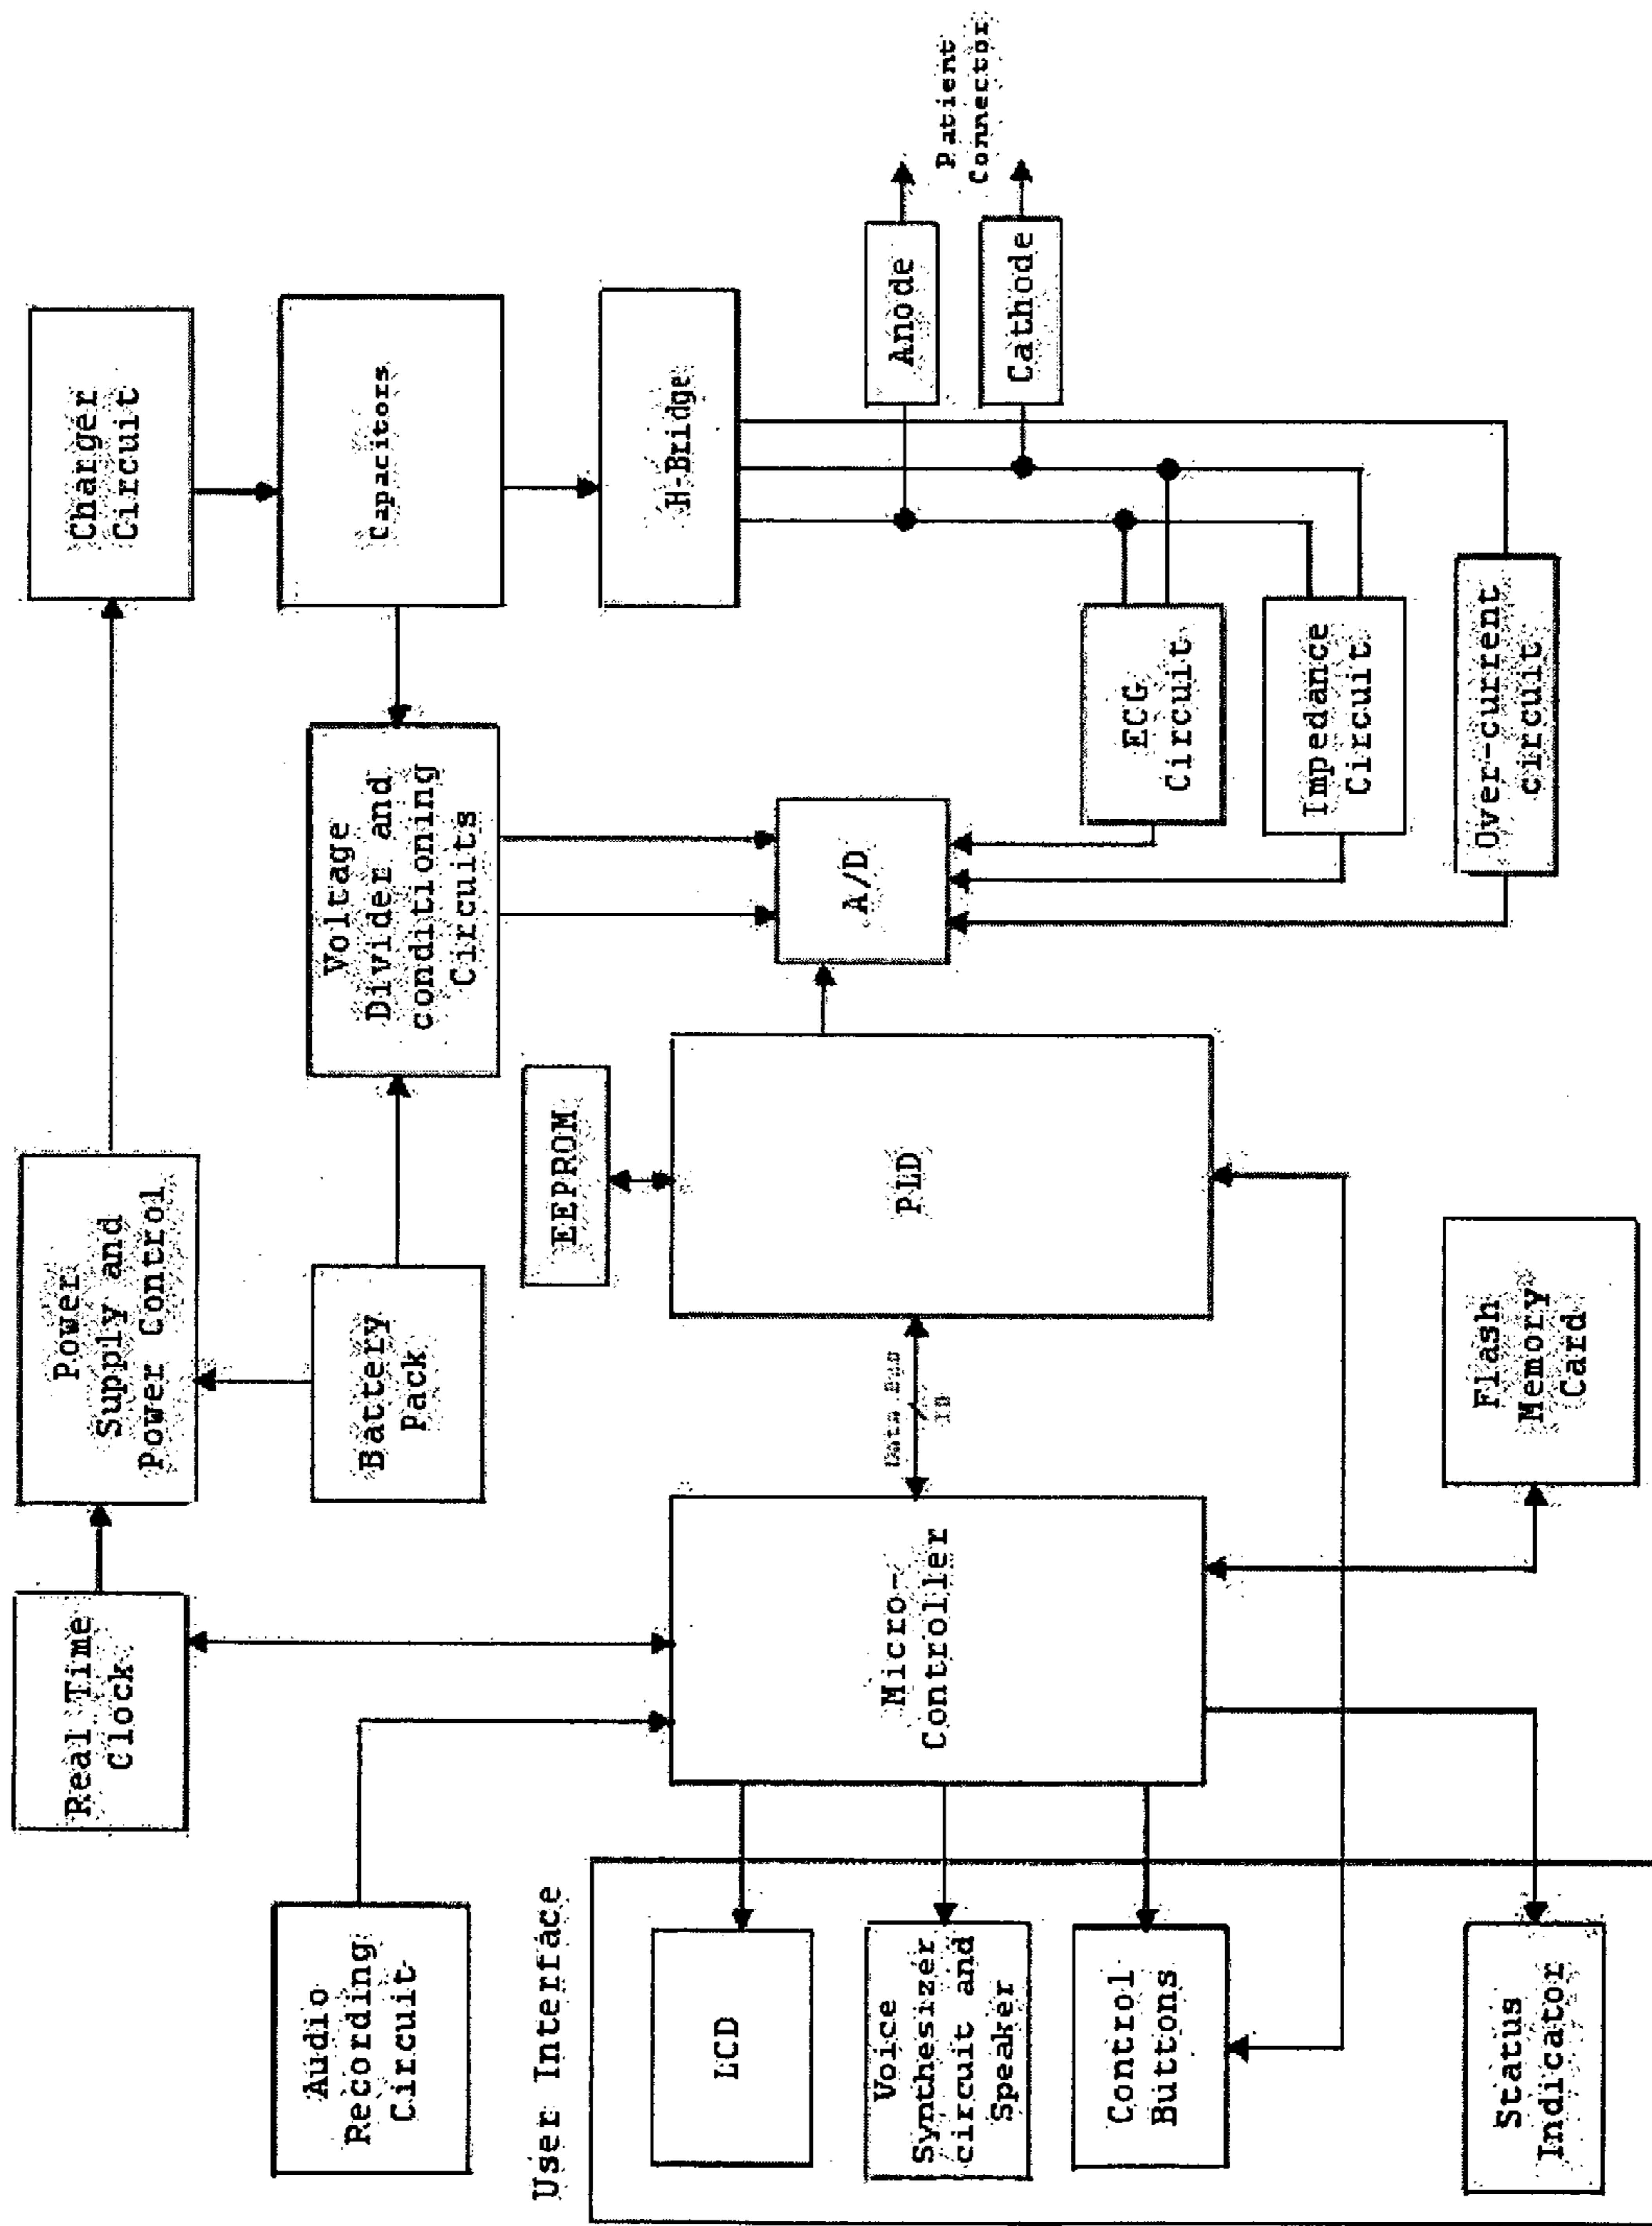 Real Time
Clock
Power
Supply and
Power Control
Charger
Circuit
Audio
Recording
Circuit
Battery
Pack
Voltage
Divider and
conditioning
Circuits
Capacitors
User Interface
EEPROM
H-Bridge
LCD
Voice
Synthesizer
circuit and
Speaker
Control
Buttons
Status
Indicator
Micro-
Controller
Data Bus
PLD
A/D
Anode
Cathode
Patient
Connector
ECG
Circuit
Impedance
Circuit
Over-current
circuit
Flash
Memory
Card